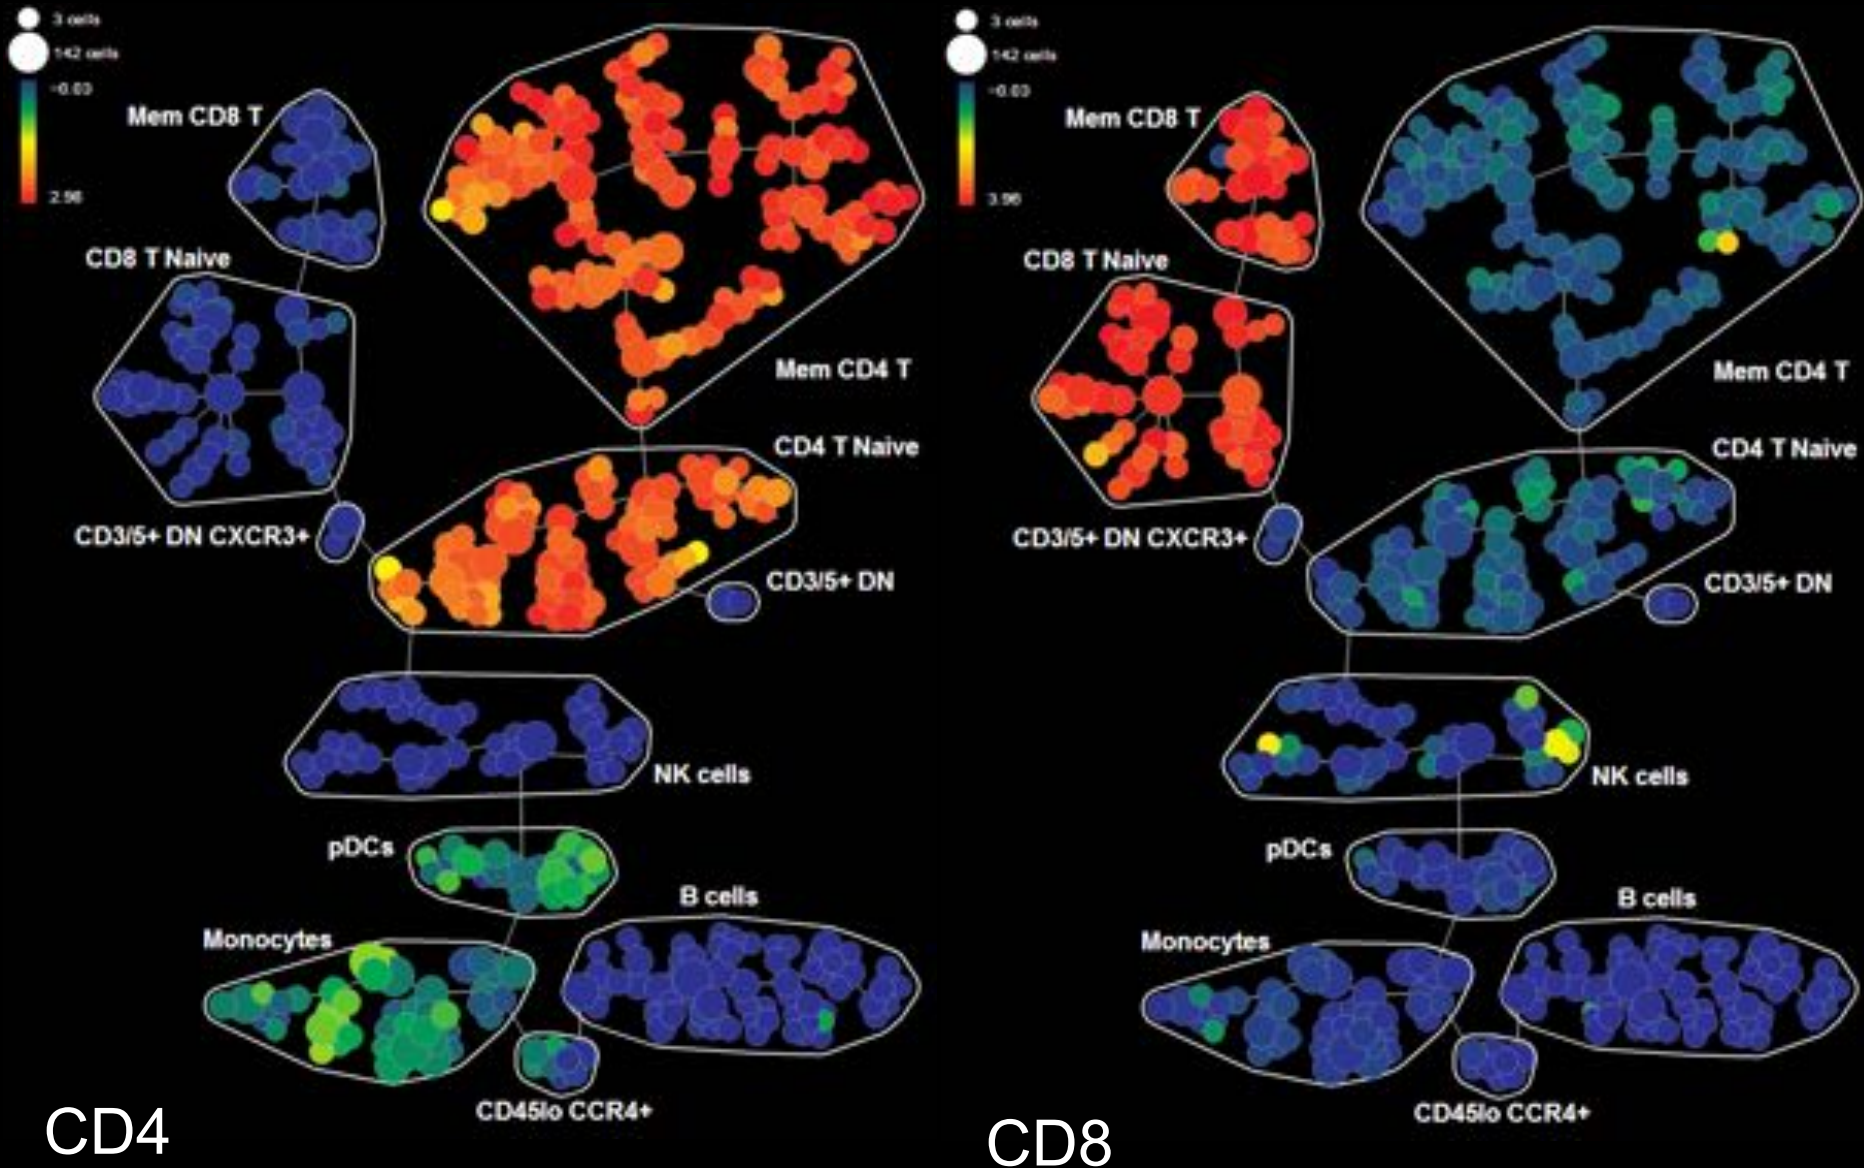 3 cells
142 cells
-0.03
2.96
Mem CD8 T
CD8 T Naive
Mem CD4 T
CD4 T Naive
CD3/5+ DN CXCR3+
CD3/5+ DN
NK cells
pDCs
B cells
Monocytes
CD45lo CCR4+
CD4
3 cells
142 cells
-0.03
3.96
Mem CD8 T
CD8 T Naive
Mem CD4 T
CD4 T Naive
CD3/5+ DN CXCR3+
CD3/5+ DN
NK cells
pDCs
B cells
Monocytes
CD45lo CCR4+
CD8